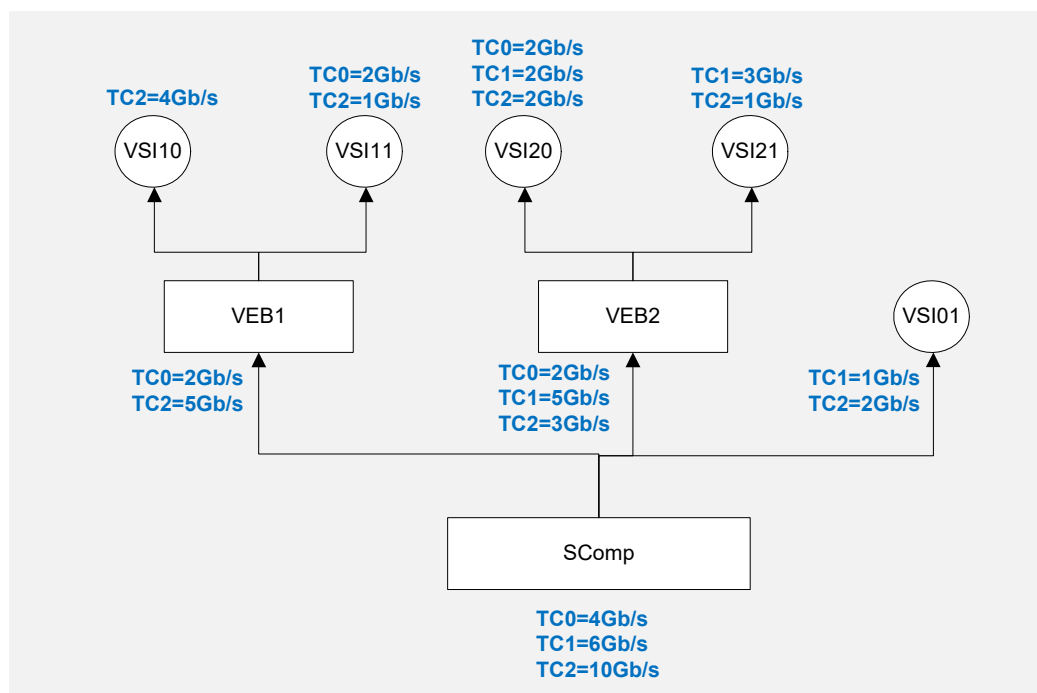 TC2=4Gb/s
TC0=2Gb/s
TC2=1Gb/s
TC0=2Gb/s
TC1=2Gb/s
TC2=2Gb/s
TC1=3Gb/s
TC2=1Gb/s
VSI10
VSI11
VSI20
VSI21
VEB1
VEB2
VSI01
TC0=2Gb/s
TC2=5Gb/s
TC0=2Gb/s
TC1=5Gb/s
TC2=3Gb/s
TC1=1Gb/s
TC2=2Gb/s
SComp
TC0=4Gb/s
TC1=6Gb/s
TC2=10Gb/s